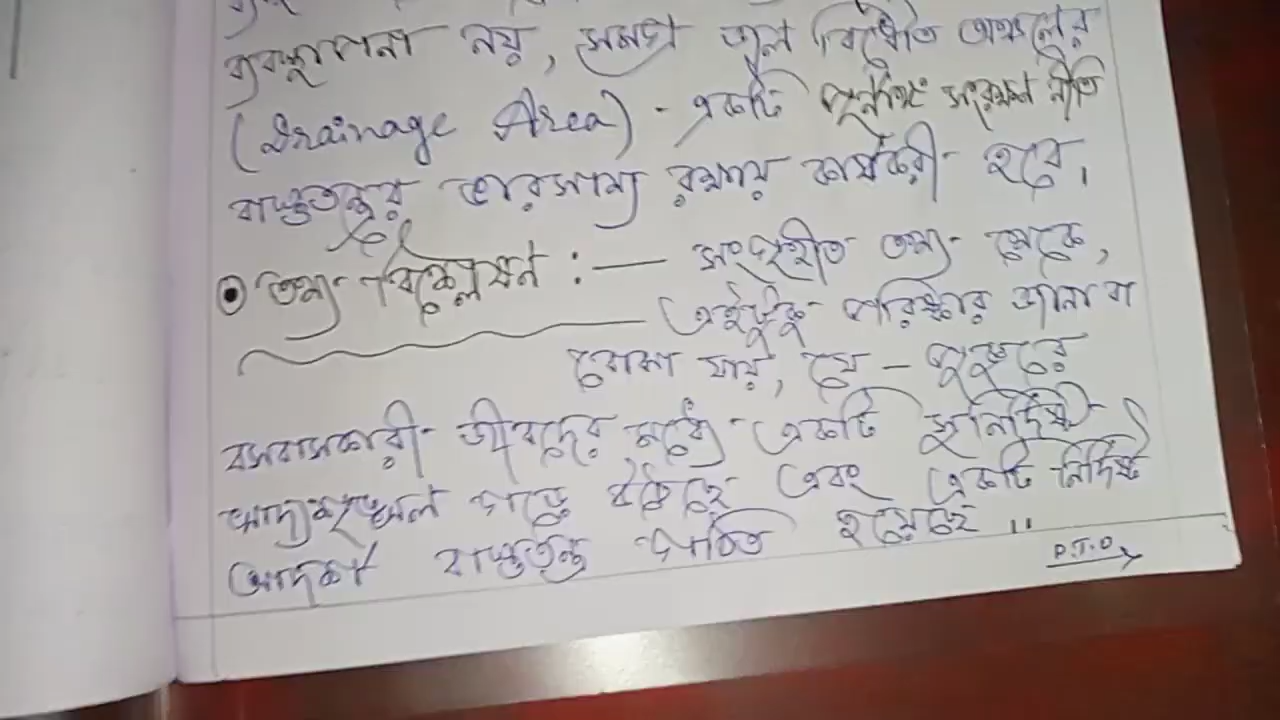 ব্যবস্থাপনা নয়, সমগ্র জল বিধৌত অঞ্চলের
(Drainage Area) - একটি পূর্ণাঙ্গ সংরক্ষণ নীতি
বাস্তুতন্ত্রের ভারসাম্য রক্ষায় কার্যকরী হবে।
তথ্য বিশ্লেষণ :— সংগৃহীত তথ্য থেকে,
এইটুকু পরিষ্কার জানা বা
বোঝা যায়, যে – পুকুরে
বসবাসকারী জীবদের মধ্যে একটি সুনির্দিষ্ট
খাদ্যশৃঙ্খল গড়ে উঠেছে এবং একটি নির্দিষ্ট
আদর্শ বাস্তুতন্ত্র গঠিত হয়েছে ।।
P.T.O